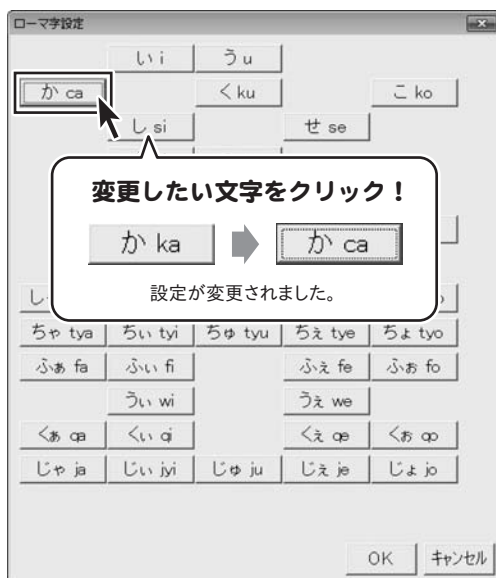 ローマ字設定
い i う u
か ca く ku こ ko
し si せ se
変更したい文字をクリック！
か ka か ca
設定が変更されました。
ちゃ tya ちぃ tyi ちゅ tyu ちぇ tye ちょ tyo
ふぁ fa ふぃ fi ふぇ fe ふぉ fo
うぃ wi うぇ we
くぁ qa くぃ qi くぇ qe くぉ qo
じゃ ja じぃ jyi じゅ ju じぇ je じょ jo
OK キャンセル